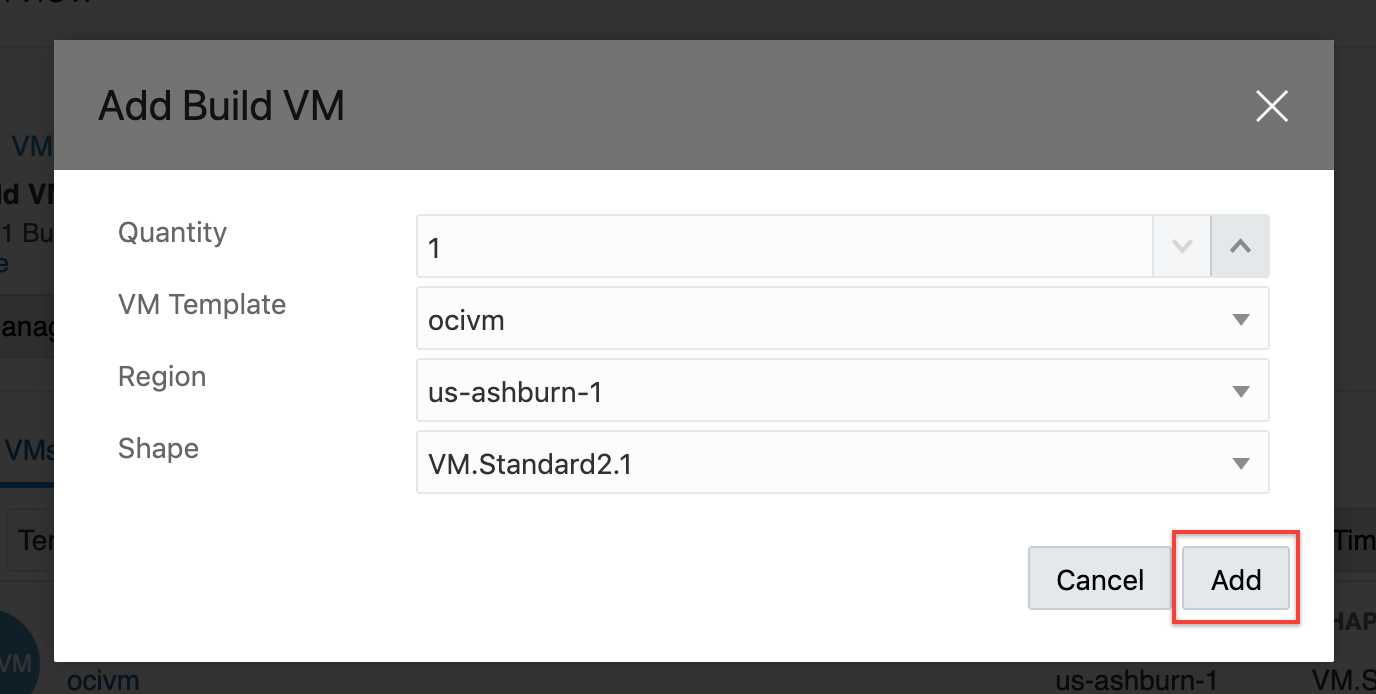 Add Build VM
VM
ld VM
1 Bu
e
Quantity
1
VM Template
ocivm
anag
Region
us-ashburn-1
VMs
Shape
VM.Standard2.1
Ter
Cancel
Add
Tim
HAP
VM
ocivm
us-ashburn-1
VM.S